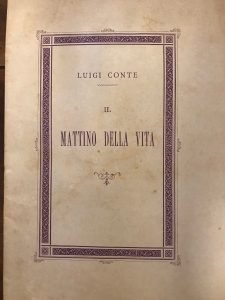 LUIGI CONTE
IL
MATTINO DELLA VITA